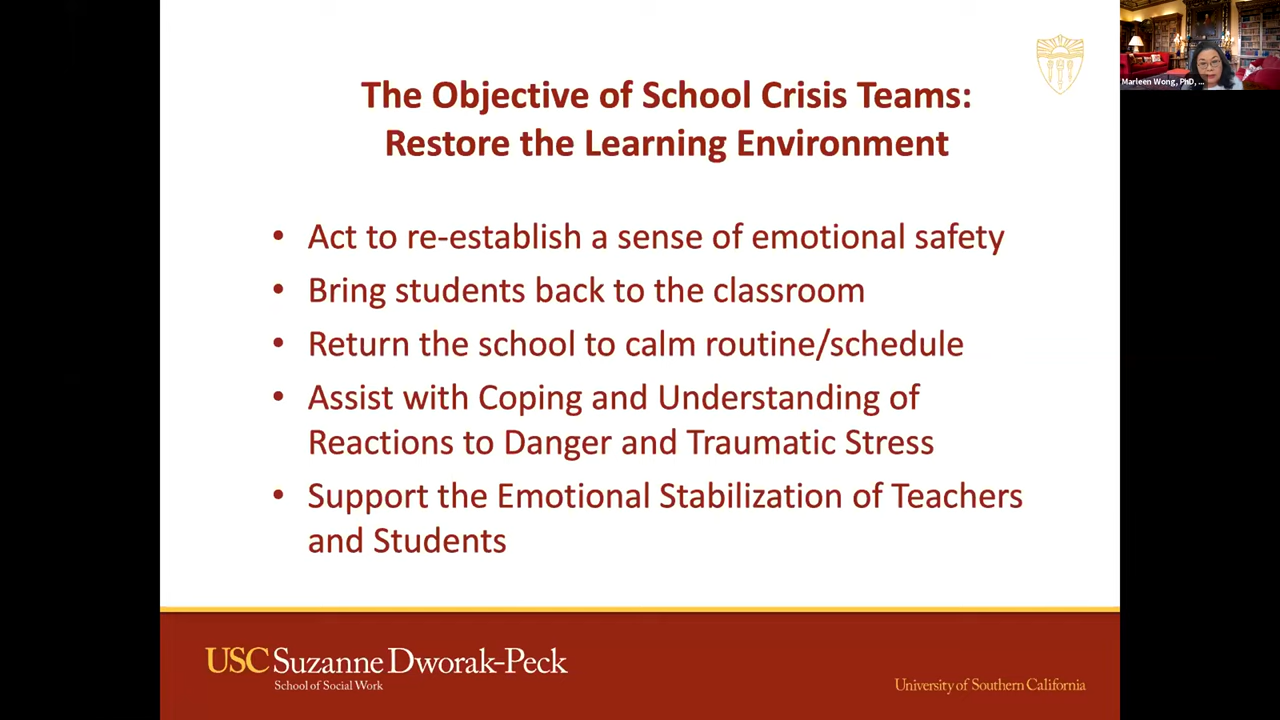 The Objective of School Crisis Teams:
Restore the Learning Environment
Marleen Wong, PhD, ...
• Act to re-establish a sense of emotional safety
• Bring students back to the classroom
• Return the school to calm routine/schedule
• Assist with Coping and Understanding of
Reactions to Danger and Traumatic Stress
• Support the Emotional Stabilization of Teachers
and Students
USC Suzanne Dworak-Peck
School of Social Work
University of Southern California